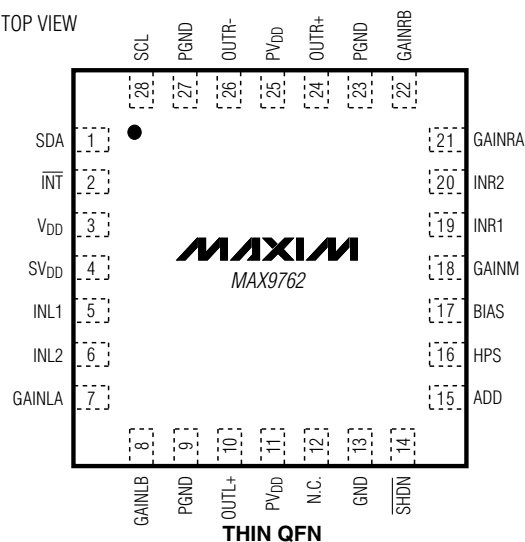 TOP VIEW
SCL
PGND
OUTR-
PVDD
OUTR+
PGND
GAINRB
28
27
26
25
24
23
22
SDA 1
INT 2
VDD 3
SVDD 4
INL1 5
INL2 6
GAINLA 7
21 GAINRA
20 INR2
19 INR1
18 GAINM
17 BIAS
16 HPS
15 ADD
MAXIM
MAX9762
8
9
10
11
12
13
14
GAINLB
PGND
OUTL+
PVDD
N.C.
GND
SHDN
THIN QFN